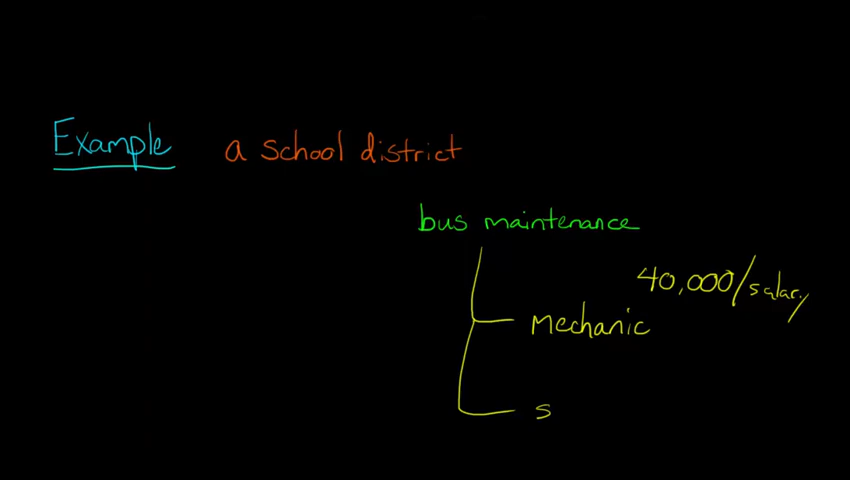 Example a school district
bus maintenance
40,000/salary
Mechanic
s